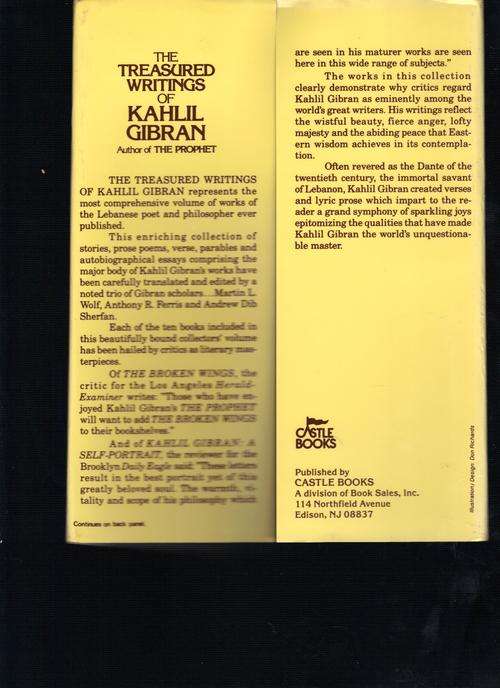 THE
TREASURED
WRITINGS
OF
KAHLIL
GIBRAN
Author of THE PROPHET
THE TREASURED WRITINGS
OF KAHLIL GIBRAN represents the
most comprehensive volume of works of
the Lebanese poet and philosopher ever
published.
This enriching collection of
stories, prose poems, verse, parables and
autobiographical essays comprising the
major body of Kahlil Gibran's works have
been carefully translated and edited by a
noted trio of Gibran scholars...Martin L.
Wolf, Anthony R. Ferris and Andrew Dib
Sherfan.
Each of the ten books included in
this beautifully bound collectors' volume
has been hailed by critics as literary mas-
terpieces.
Of THE BROKEN WINGS, the
critic for the Los Angeles Herald-
Examiner writes: "Those who have en-
joyed Kahlil Gibran's THE PROPHET
will want to add THE BROKEN WINGS
to their bookshelves."
And of KAHLIL GIBRAN: A
SELF-PORTRAIT, the reviewer for the
Brooklyn Daily Eagle said: "These letters
result in the best portrait yet of this
greatly beloved soul. The warmth, vi-
tality and scope of his philosophy which
Continues on back panel.
are seen in his maturer works are seen
here in this wide range of subjects."
The works in this collection
clearly demonstrate why critics regard
Kahlil Gibran as eminently among the
world's great writers. His writings reflect
the wistful beauty, fierce anger, lofty
majesty and the abiding peace that East-
ern wisdom achieves in its contempla-
tion.
Often revered as the Dante of the
twentieth century, the immortal savant
of Lebanon, Kahlil Gibran created verses
and lyric prose which impart to the re-
ader a grand symphony of sparkling joys
epitomizing the qualities that have made
Kahlil Gibran the world's unquestiona-
ble master.
CASTLE
BOOKS
Published by
CASTLE BOOKS
A division of Book Sales, Inc.
114 Northfield Avenue
Edison, NJ 08837
Illustration/Design: Don Richards